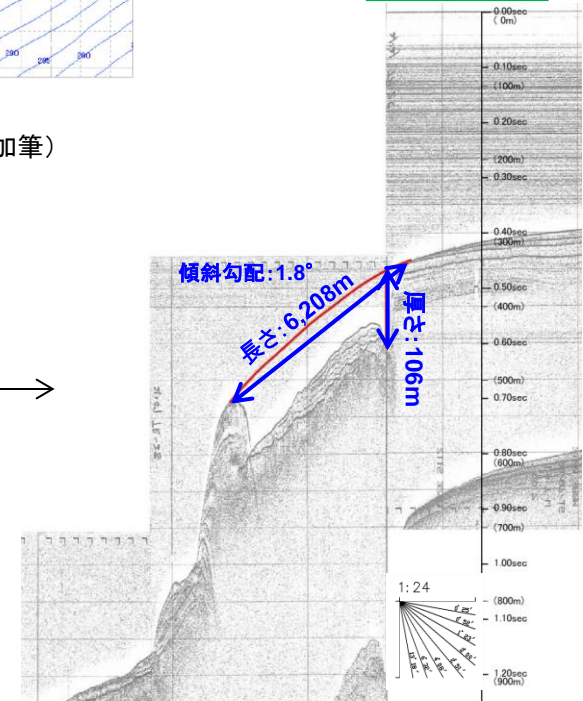 290
285
280
加筆）
0.00sec
( 0m)
0.10sec
(100m)
0.20sec
(200m)
0.30sec
0.40sec
(300m)
傾斜勾配:1.8°
0.50sec
(400m)
長さ:6,208m
厚さ:106m
0.60sec
(500m)
0.70sec
0.80sec
(600m)
0.90sec
(700m)
1.00sec
1:24
(800m)
1.10sec
1.20sec
(900m)